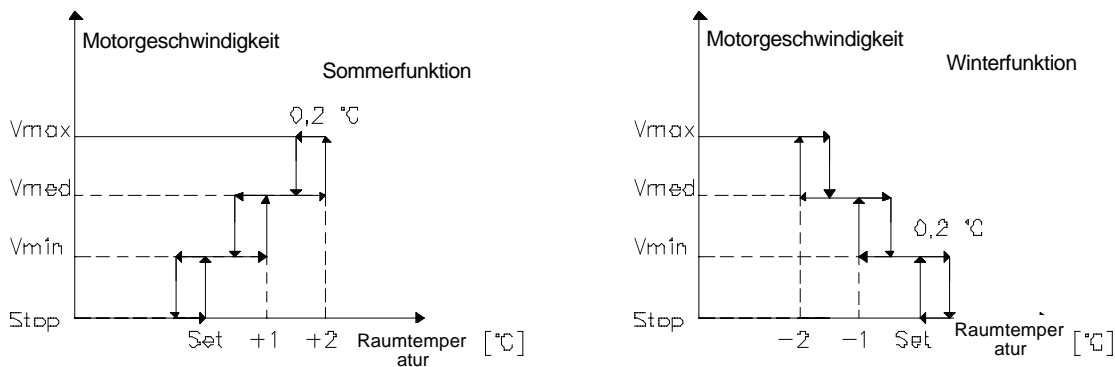 Motorgeschwindigkeit
Sommerfunktion
0,2 °C
Vmax
Vmed
Vmin
Stop
Set +1 +2
Raumtemper
atur
[°C]
Motorgeschwindigkeit
Winterfunktion
Vmax
Vmed
Vmin
0,2 °C
Stop
-2 -1 Set
Raumtemper
atur
[°C]